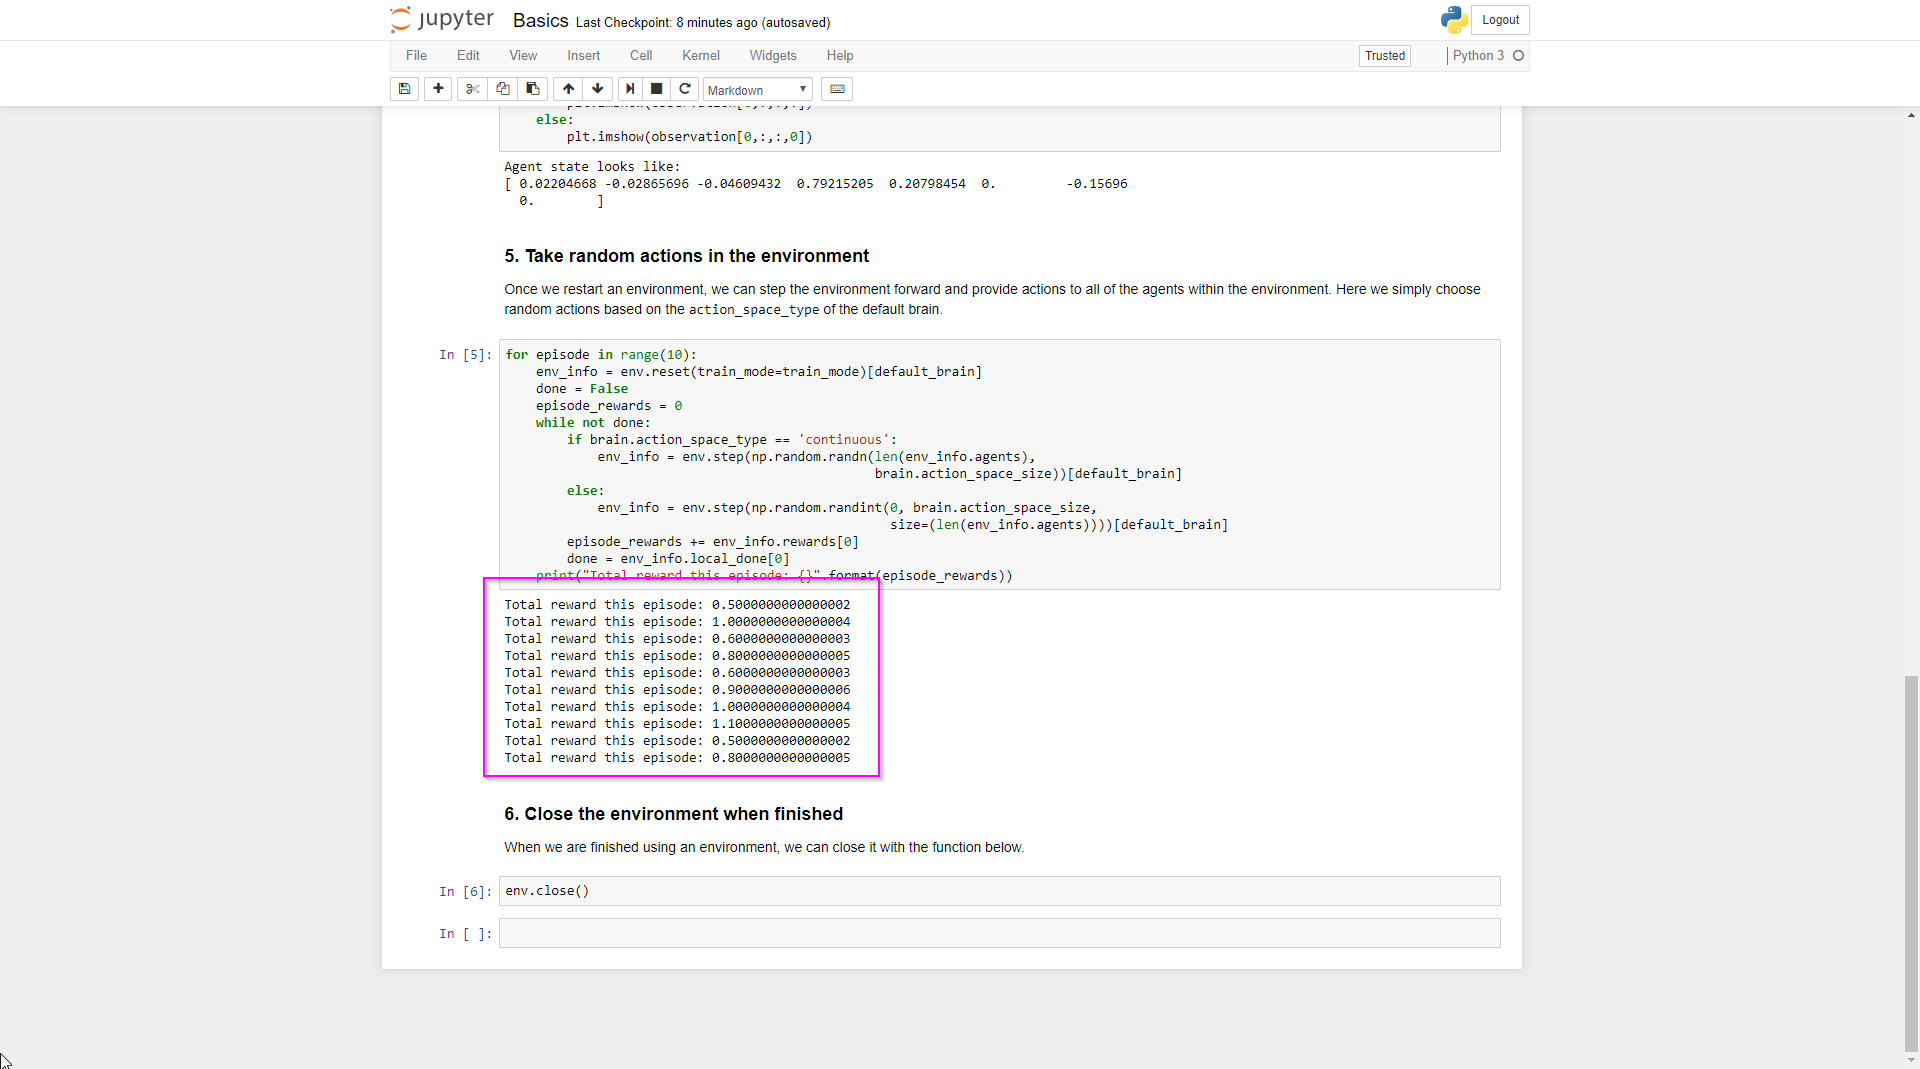 jupyter Basics Last Checkpoint: 8 minutes ago (autosaved) Logout
File Edit View Insert Cell Kernel Widgets Help Trusted Python 3
Markdown
else:
plt.imshow(observation[0,:,:,0])
Agent state looks like:
[ 0.02204668 -0.02865696 -0.04609432  0.79215205  0.20798454  0.         -0.15696
  0.        ]
5. Take random actions in the environment
Once we restart an environment, we can step the environment forward and provide actions to all of the agents within the environment. Here we simply choose
random actions based on the action_space_type of the default brain.
In [5]: for episode in range(10):
env_info = env.reset(train_mode=train_mode)[default_brain]
done = False
episode_rewards = 0
while not done:
if brain.action_space_type == 'continuous':
env_info = env.step(np.random.randn(len(env_info.agents),
brain.action_space_size))[default_brain]
else:
env_info = env.step(np.random.randint(0, brain.action_space_size,
size=(len(env_info.agents))))[default_brain]
episode_rewards += env_info.rewards[0]
done = env_info.local_done[0]
print("Total reward this episode: {}".format(episode_rewards))
Total reward this episode: 0.5000000000000002
Total reward this episode: 1.0000000000000004
Total reward this episode: 0.6000000000000003
Total reward this episode: 0.8000000000000005
Total reward this episode: 0.6000000000000003
Total reward this episode: 0.9000000000000006
Total reward this episode: 1.0000000000000004
Total reward this episode: 1.1000000000000005
Total reward this episode: 0.5000000000000002
Total reward this episode: 0.8000000000000005
6. Close the environment when finished
When we are finished using an environment, we can close it with the function below.
In [6]: env.close()
In [ ]: